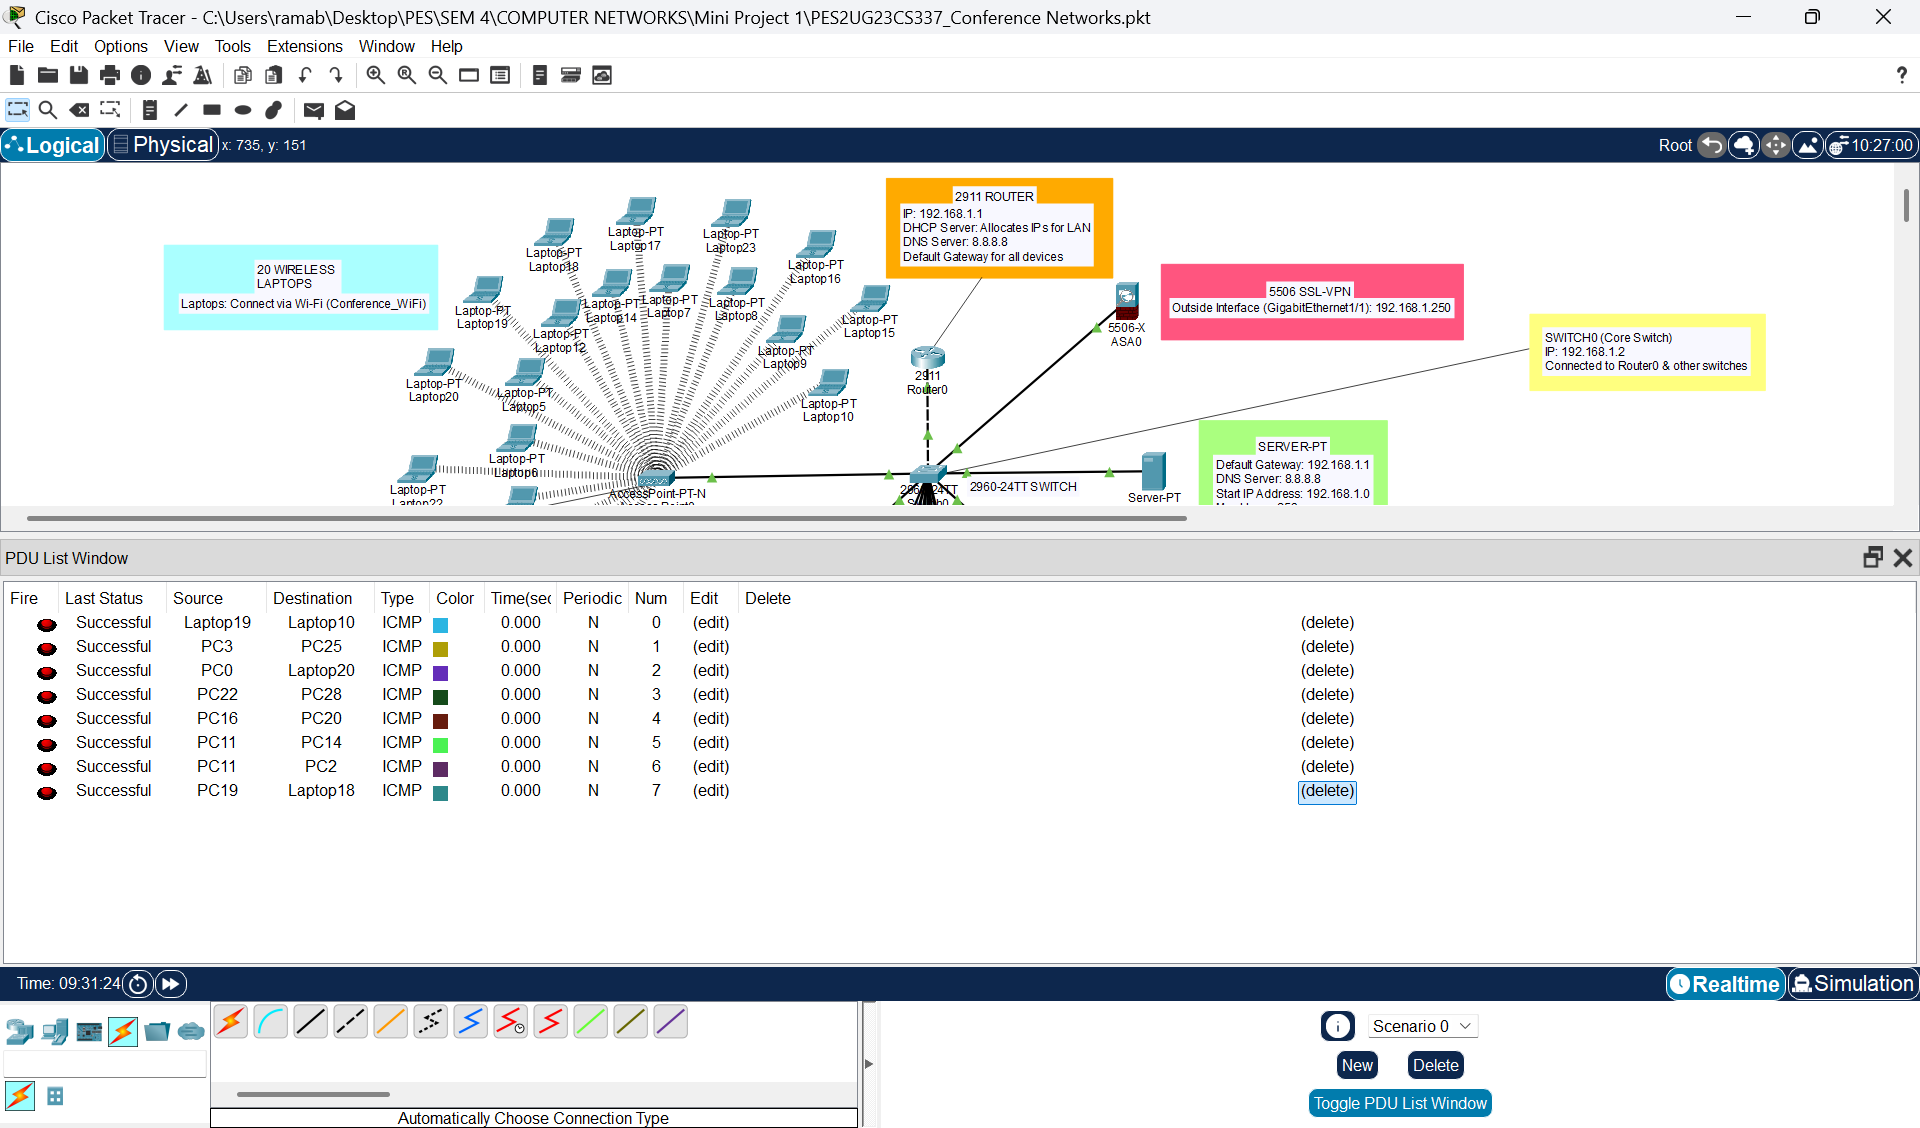 Cisco Packet Tracer - C:\Users\ramab\Desktop\PES\SEM 4\COMPUTER NETWORKS\Mini Project 1\PES2UG23CS337_Conference Networks.pkt
File Edit Options View Tools Extensions Window Help
Logical Physical x: 735, y: 151 Root 10:27:00
20 WIRELESS
LAPTOPS
Laptops: Connect via Wi-Fi (Conference_WiFi)
Laptop-PT
Laptop17
Laptop-PT
Laptop23
Laptop-PT
Laptop18
Laptop-PT
Laptop16
Laptop-PT
Laptop19
Laptop-PT
Laptop14
Laptop-PT
Laptop7
Laptop-PT
Laptop8
Laptop-PT
Laptop15
Laptop-PT
Laptop12
Laptop-PT
Laptop9
Laptop-PT
Laptop20
Laptop-PT
Laptop5
Laptop-PT
Laptop10
Laptop-PT
Laptop6
Laptop-PT
Laptop22
AccessPoint-PT-N
2911 ROUTER
IP: 192.168.1.1
DHCP Server: Allocates IPs for LAN
DNS Server: 8.8.8.8
Default Gateway for all devices
2911
Router0
5506-X
ASA0
5506 SSL-VPN
Outside Interface (GigabitEthernet1/1): 192.168.1.250
SWITCH0 (Core Switch)
IP: 192.168.1.2
Connected to Router0 & other switches
2960-24TT
2960-24TT SWITCH
Server-PT
SERVER-PT
Default Gateway: 192.168.1.1
DNS Server: 8.8.8.8
Start IP Address: 192.168.1.0
PDU List Window
Fire Last Status Source Destination Type Color Time(sec Periodic Num Edit Delete
Successful Laptop19 Laptop10 ICMP 0.000 N 0 (edit) (delete)
Successful PC3 PC25 ICMP 0.000 N 1 (edit) (delete)
Successful PC0 Laptop20 ICMP 0.000 N 2 (edit) (delete)
Successful PC22 PC28 ICMP 0.000 N 3 (edit) (delete)
Successful PC16 PC20 ICMP 0.000 N 4 (edit) (delete)
Successful PC11 PC14 ICMP 0.000 N 5 (edit) (delete)
Successful PC11 PC2 ICMP 0.000 N 6 (edit) (delete)
Successful PC19 Laptop18 ICMP 0.000 N 7 (edit) (delete)
Time: 09:31:24 Realtime Simulation
Scenario 0
New Delete
Toggle PDU List Window
Automatically Choose Connection Type